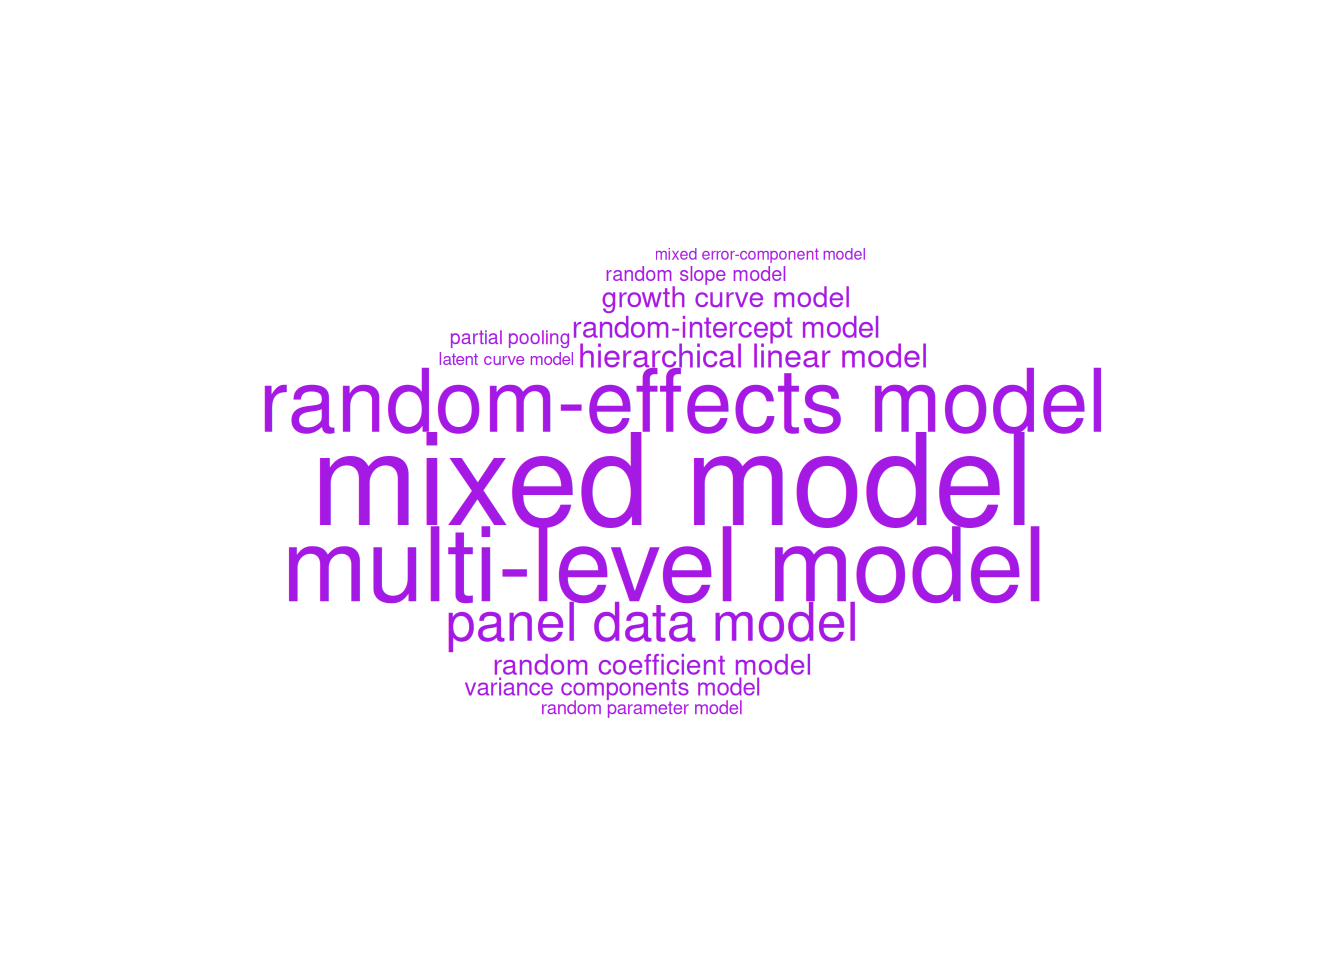 mixed error-component model
random slope model
growth curve model
random-intercept model
partial pooling
hierarchical linear model
latent curve model
random-effects model
mixed model
multi-level model
panel data model
random coefficient model
variance components model
random parameter model